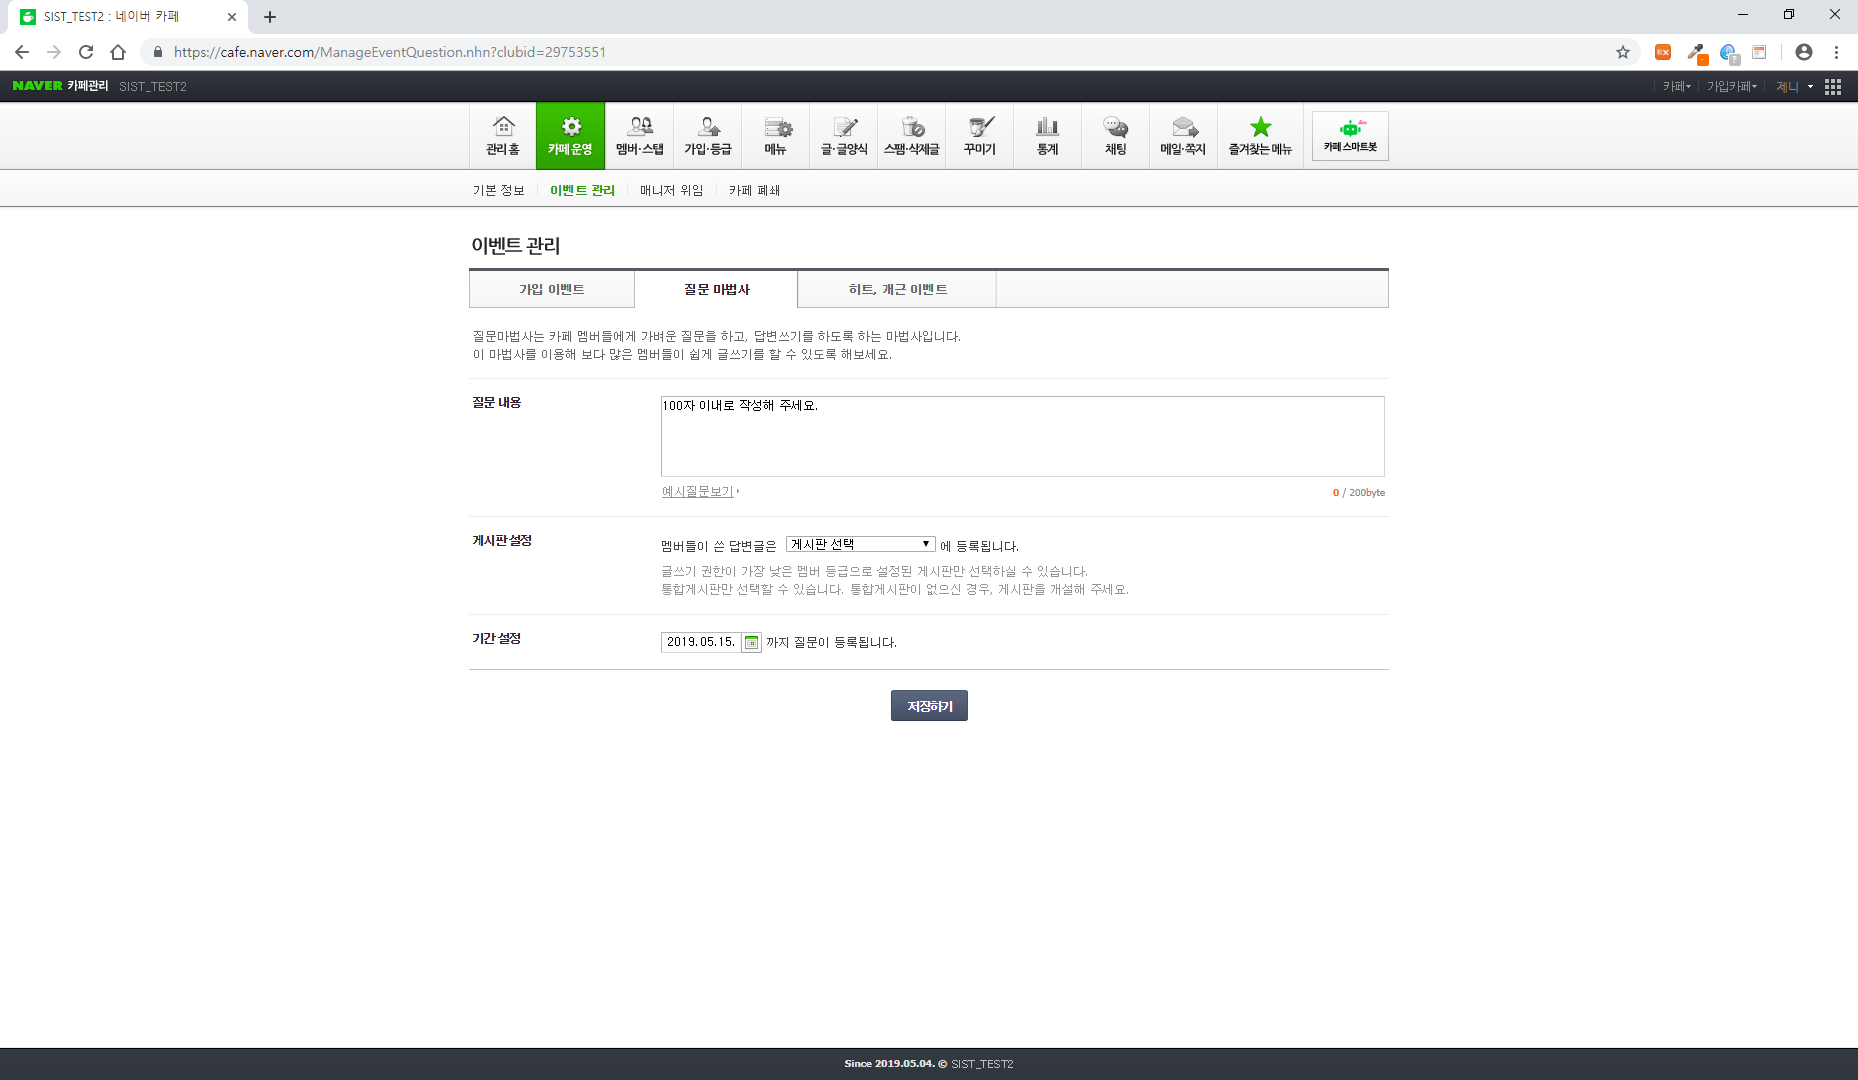 SIST_TEST2 : 네이버 카페
https://cafe.naver.com/ManageEventQuestion.nhn?clubid=29753551
NAVER 카페관리 SIST_TEST2 카페 가입카페 제니
관리 홈 카페 운영 멤버·스탭 가입·등급 메뉴 글·글양식 스팸·삭제글 꾸미기 통계 채팅 메일·쪽지 즐겨찾는 메뉴 카페 스마트봇
기본 정보 이벤트 관리 매니저 위임 카페 폐쇄
이벤트 관리
가입 이벤트 질문 마법사 히트, 개근 이벤트
질문마법사는 카페 멤버들에게 가벼운 질문을 하고, 답변쓰기를 하도록 하는 마법사입니다.
이 마법사를 이용해 보다 많은 멤버들이 쉽게 글쓰기를 할 수 있도록 해보세요.
질문 내용
100자 이내로 작성해 주세요.
예시질문보기
0 / 200byte
게시판 설정
멤버들이 쓴 답변글은 게시판 선택 에 등록됩니다.
글쓰기 권한이 가장 낮은 멤버 등급으로 설정된 게시판만 선택하실 수 있습니다.
통합게시판만 선택할 수 있습니다. 통합게시판이 없으신 경우, 게시판을 개설해 주세요.
기간 설정
2019.05.15. 까지 질문이 등록됩니다.
저장하기
Since 2019.05.04. © SIST_TEST2